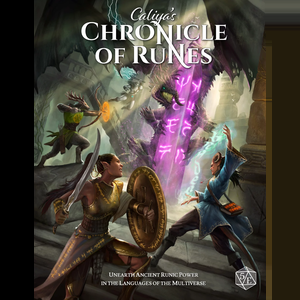 Caliya's
CHRONICLE
OF RUNES
UNEARTH ANCIENT RUNIC POWER
IN THE LANGUAGES OF THE MULTIVERSE